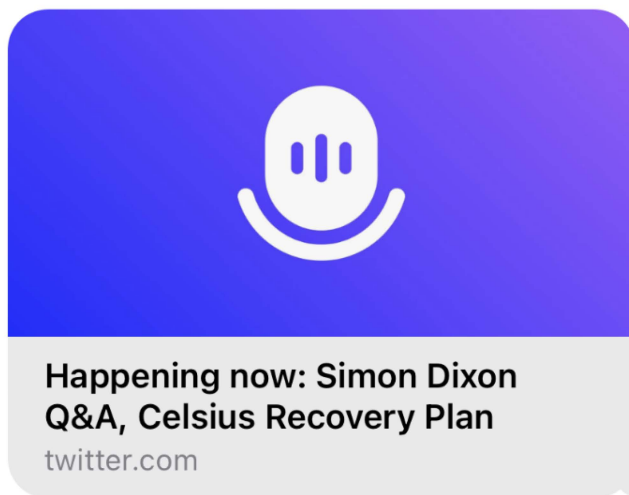 Happening now: Simon Dixon
Q&A, Celsius Recovery Plan
twitter.com